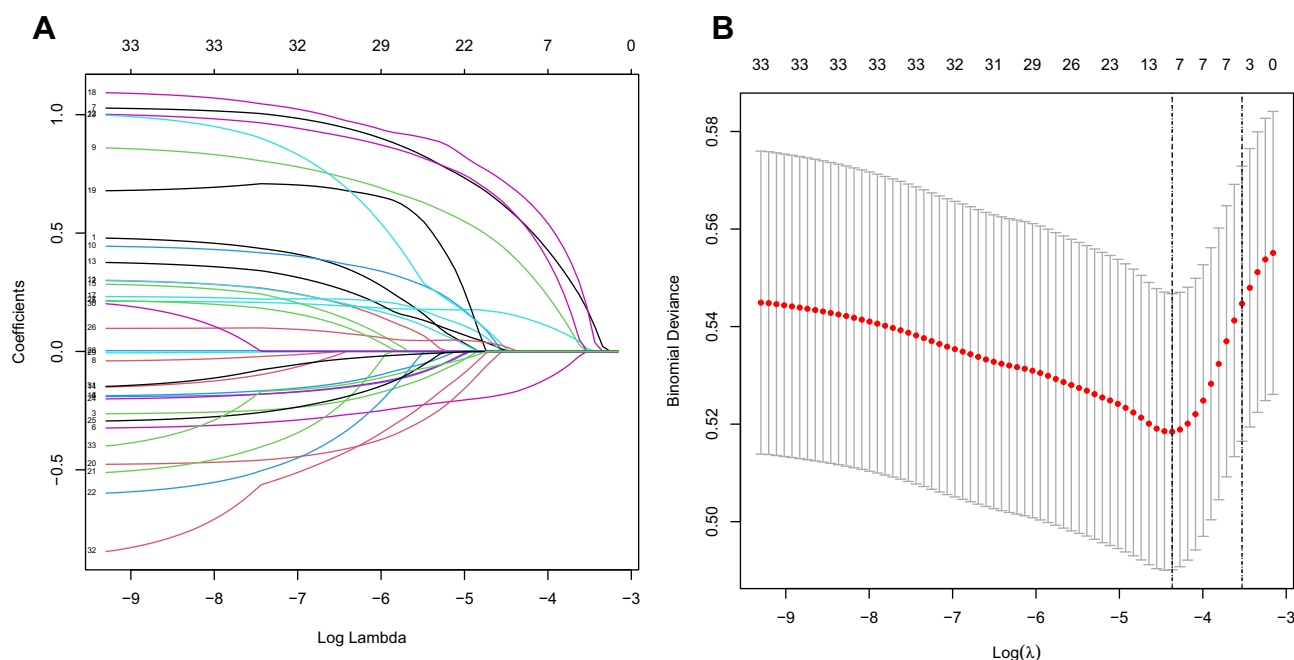 A
33 33 32 29 22 7 0
Coefficients
1.0
0.5
0.0
−0.5
18
7
9
19
1
10
13
15
17
26
8
24
3
25
6
33
20
21
22
32
−9 −8 −7 −6 −5 −4 −3
Log Lambda
B
33 33 33 33 33 32 31 29 26 23 13 7 7 7 3 0
Binomial Deviance
0.58
0.56
0.54
0.52
0.50
−9 −8 −7 −6 −5 −4 −3
Log(λ)